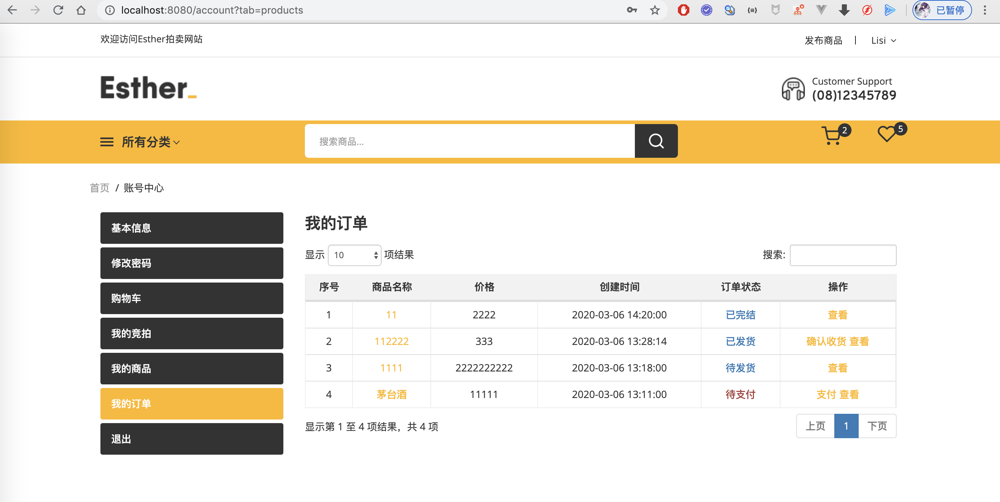 localhost:8080/account?tab=products
已暂停
欢迎访问Esther拍卖网站
发布商品 | Lisi
Esther_
Customer Support
(08)12345789
所有分类
搜索商品...
2
5
首页 / 账号中心
基本信息
修改密码
购物车
我的竞拍
我的商品
我的订单
退出
我的订单
显示 10 项结果
搜索:
序号 商品名称 价格 创建时间 订单状态 操作
1 11 2222 2020-03-06 14:20:00 已完结 查看
2 112222 333 2020-03-06 13:28:14 已发货 确认收货 查看
3 1111 2222222222 2020-03-06 13:18:00 待发货 查看
4 茅台酒 11111 2020-03-06 13:11:00 待支付 支付 查看
显示第 1 至 4 项结果，共 4 项
上页 1 下页